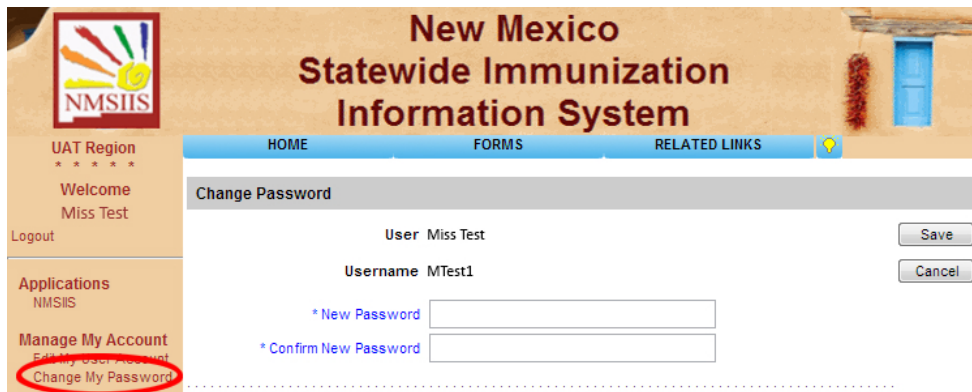 New Mexico
Statewide Immunization
Information System
NMSIIS
UAT Region
* * * * *
Welcome
Miss Test
Logout
Applications
NMSIIS
Manage My Account
Edit My User Account
Change My Password
HOME FORMS RELATED LINKS
Change Password
User Miss Test
Save
Username MTest1
Cancel
* New Password
* Confirm New Password